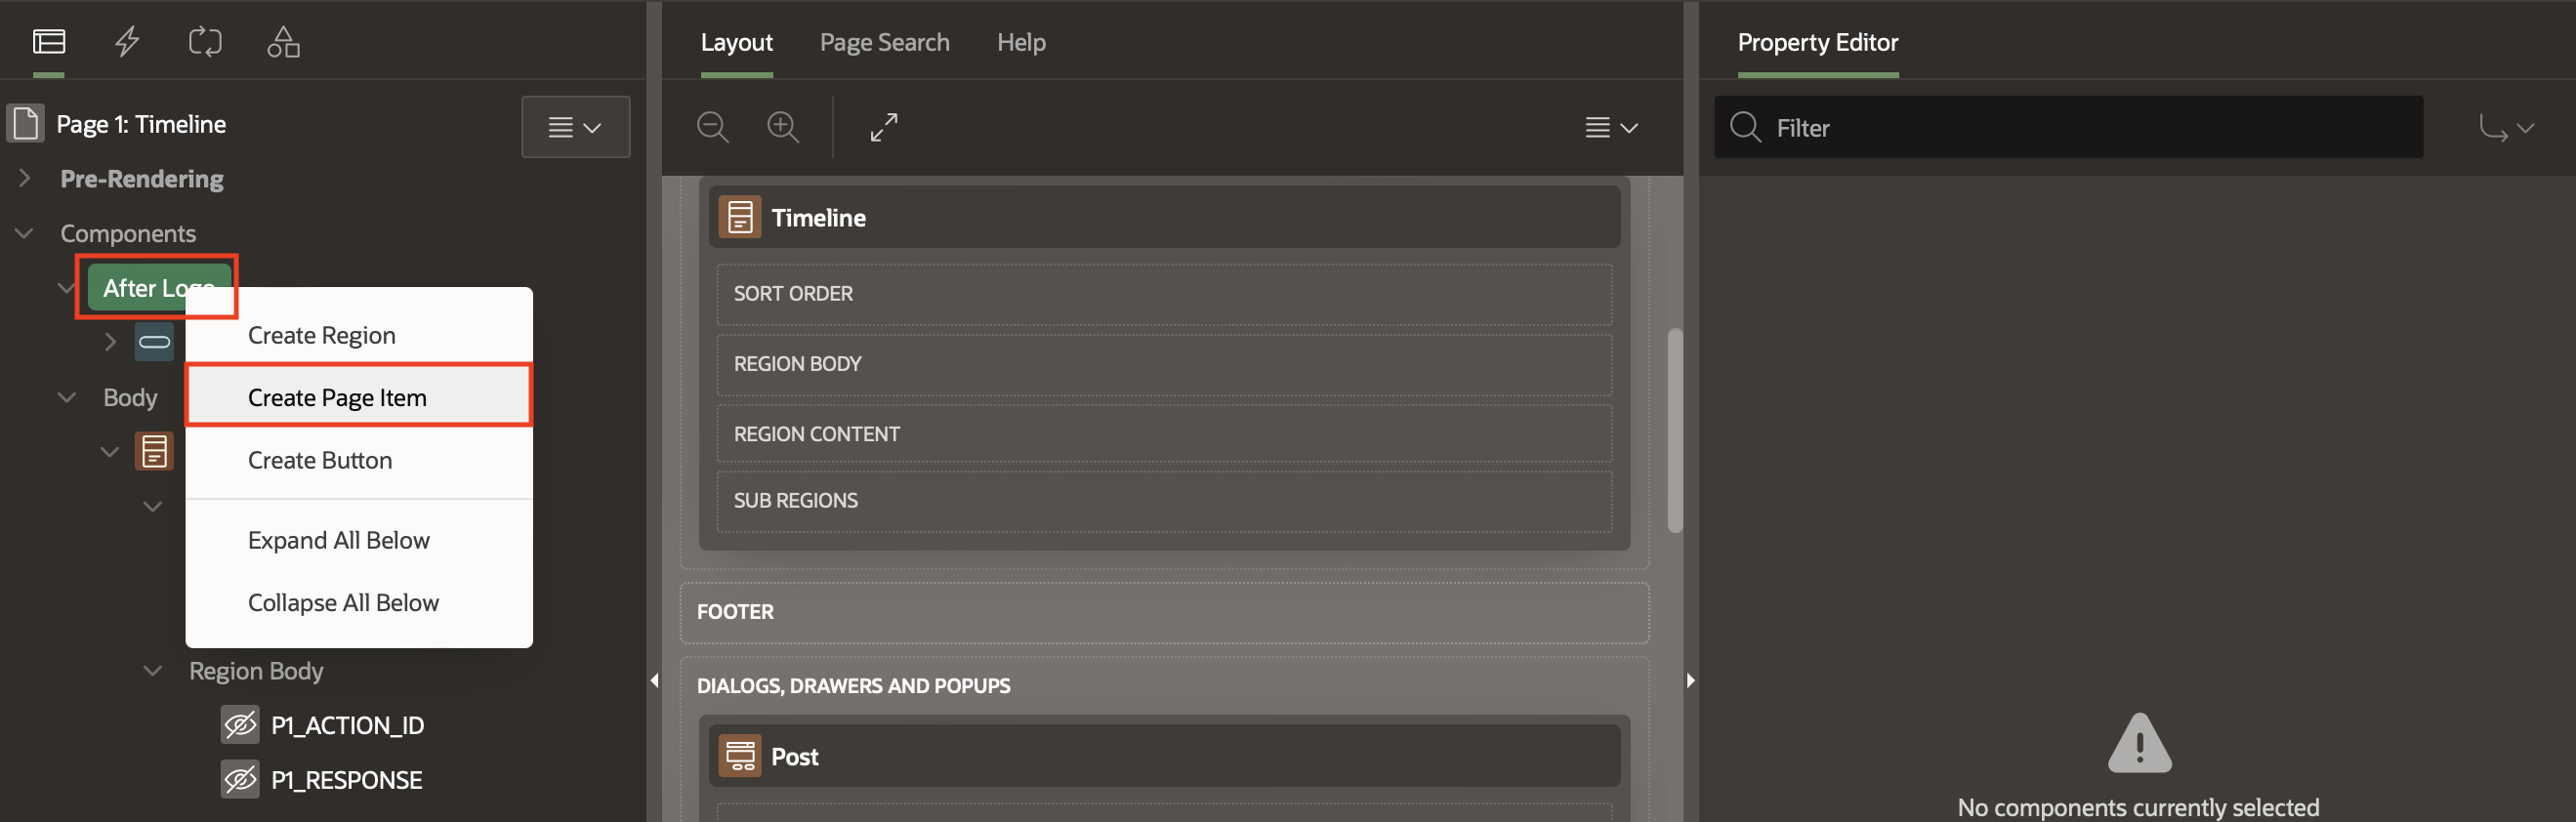 Layout
Page Search
Help
Property Editor
Page 1: Timeline
Filter
Pre-Rendering
Components
After Logo
Create Region
Create Page Item
Create Button
Expand All Below
Collapse All Below
Body
Region Body
P1_ACTION_ID
P1_RESPONSE
Timeline
SORT ORDER
REGION BODY
REGION CONTENT
SUB REGIONS
FOOTER
DIALOGS, DRAWERS AND POPUPS
Post
No components currently selected